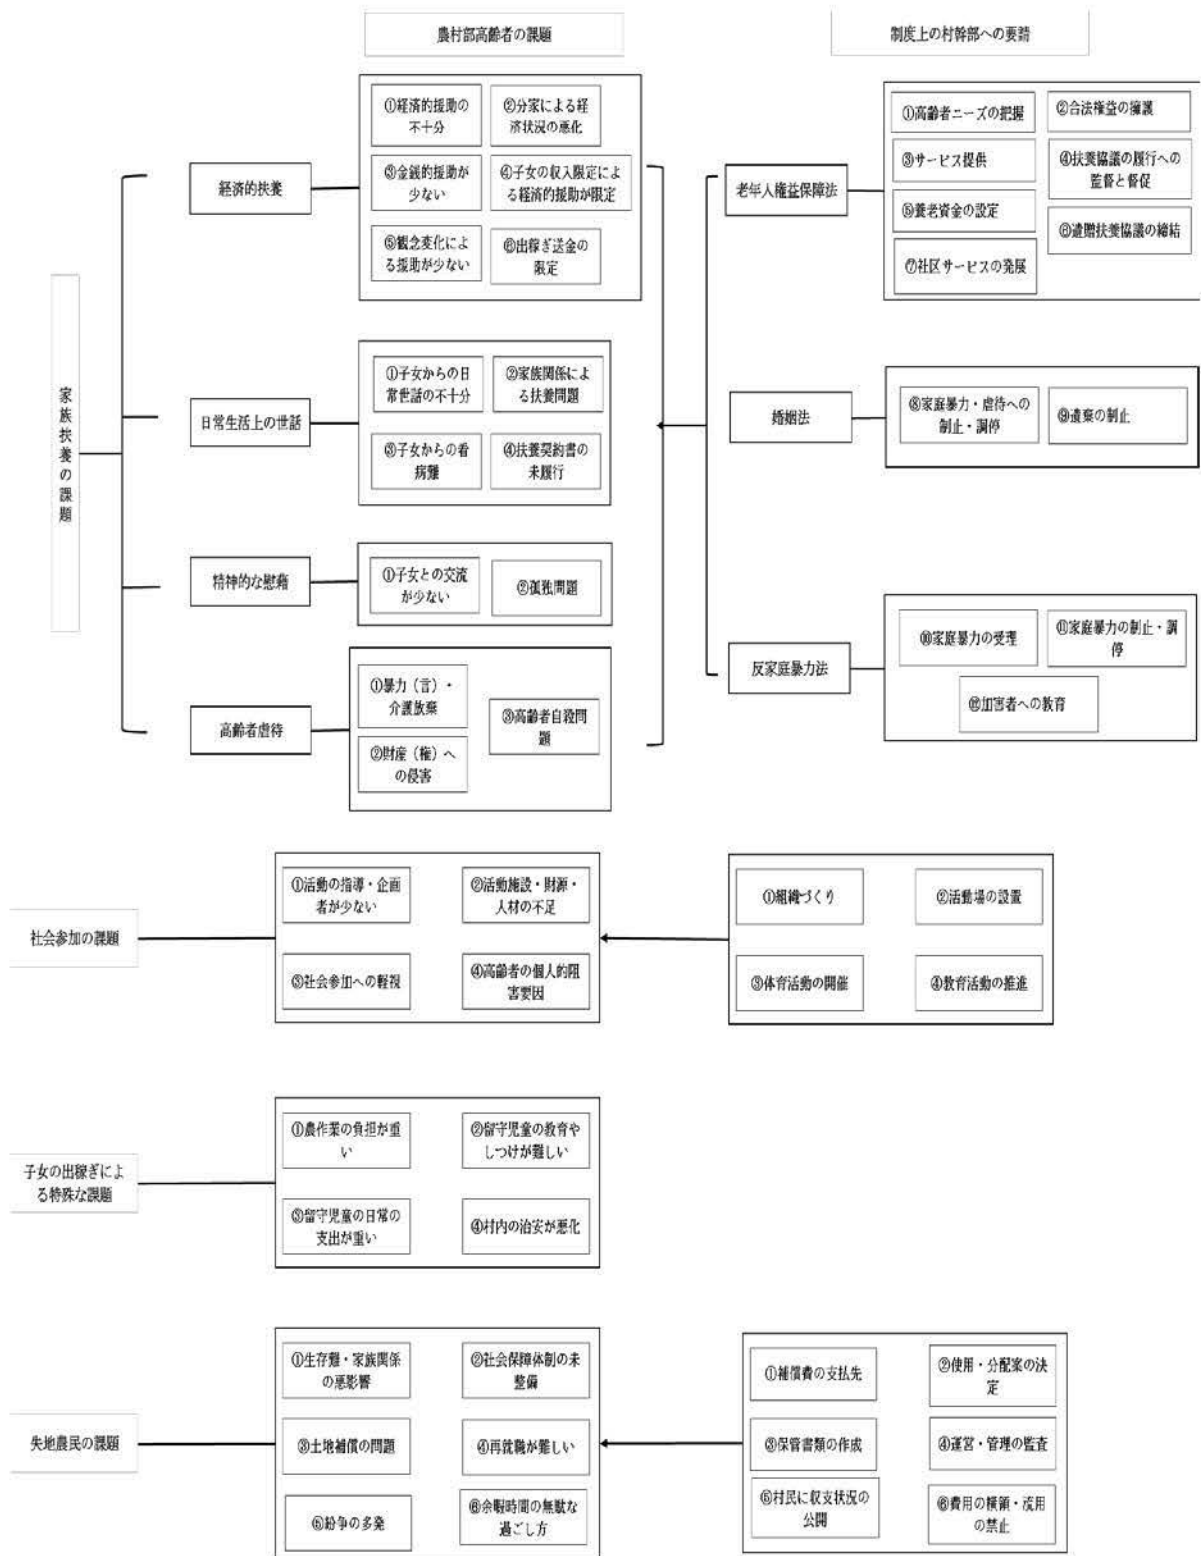 農村部高齢者の課題
制度上の村幹部への要請
家族扶養の課題
経済的扶養
①経済的援助の
不十分
②分家による経
済状況の悪化
③金銭的援助が
少ない
④子女の収入限定によ
る経済的援助が限定
⑤観念変化によ
る援助が少ない
⑥出稼ぎ送金の
限定
日常生活上の世話
①子女からの日
常世話の不十分
②家族関係によ
る扶養問題
③子女からの看
病難
④扶養契約書の
未履行
精神的な慰藉
①子女との交流
が少ない
②孤独問題
高齢者虐待
①暴力（言）・
介護放棄
②財産（権）へ
の侵害
③高齢者自殺問
題
老年人権益保障法
①高齢者ニーズの把握
②合法権益の擁護
③サービス提供
④扶養協議の履行への
監督と督促
⑤養老資金の設定
⑥遺贈扶養協議の締結
⑦社区サービスの発展
婚姻法
⑧家庭暴力・虐待への
制止・調停
⑨遺棄の制止
反家庭暴力法
⑩家庭暴力の受理
⑪家庭暴力の制止・調
停
⑫加害者への教育
社会参加の課題
①活動の指導・企画
者が少ない
②活動施設・財源・
人材の不足
③社会参加への軽視
④高齢者の個人的阻
害要因
①組織づくり
②活動場の設置
③体育活動の開催
④教育活動の推進
子女の出稼ぎによ
る特殊な課題
①農作業の負担が重
い
②留守児童の教育や
しつけが難しい
③留守児童の日常の
支出が重い
④村内の治安が悪化
失地農民の課題
①生存難・家族関係
の悪影響
②社会保障体制の未
整備
③土地補償の問題
④再就職が難しい
⑤紛争の多発
⑥余暇時間の無駄な
過ごし方
①補償費の支払先
②使用・分配案の決
定
③保管書類の作成
④運営・管理の監査
⑤村民に収支状況の
公開
⑥費用の横領・流用
の禁止